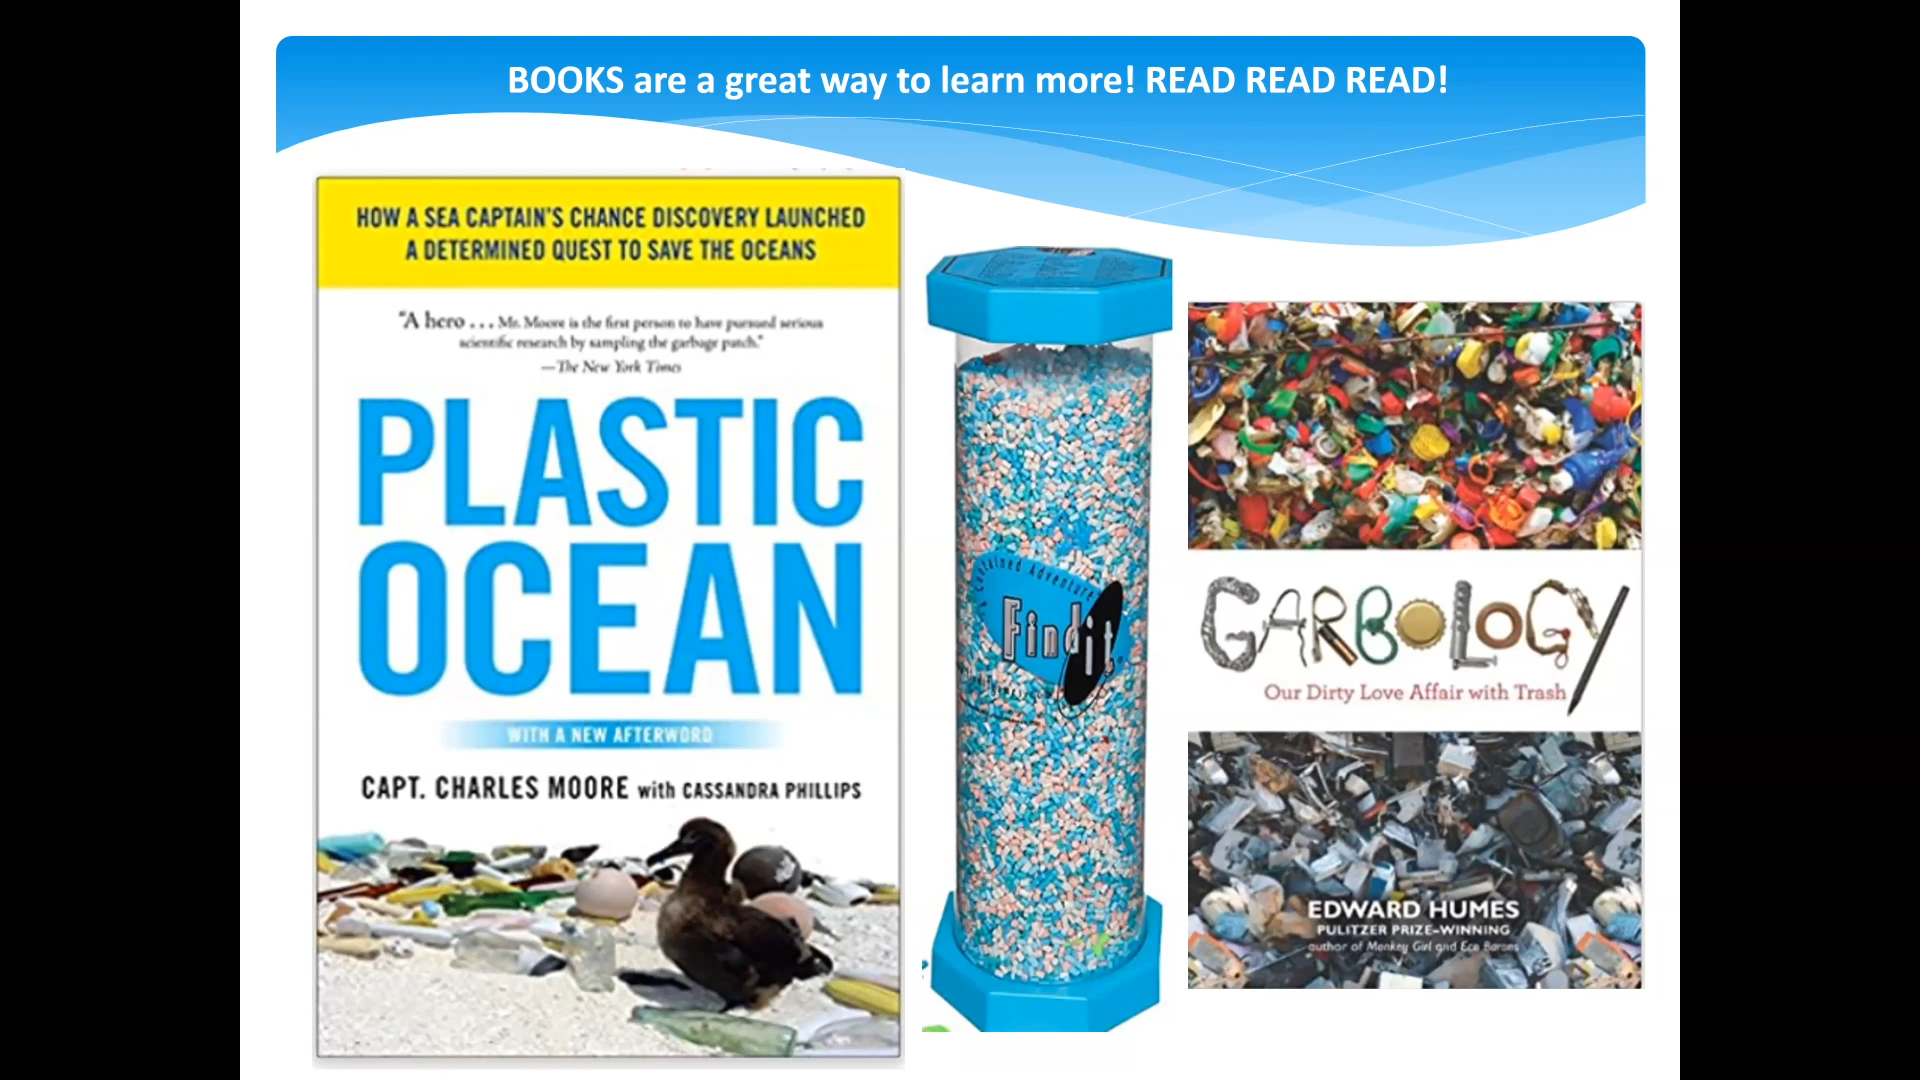 BOOKS are a great way to learn more! READ READ READ!
HOW A SEA CAPTAIN'S CHANCE DISCOVERY LAUNCHED
A DETERMINED QUEST TO SAVE THE OCEANS
"A hero . . . Mr. Moore is the first person to have pursued serious
scientific research by sampling the garbage patch."
—The New York Times
PLASTIC
OCEAN
WITH A NEW AFTERWORD
CAPT. CHARLES MOORE with CASSANDRA PHILLIPS
Contained Adventure
Find it
GARBOLOGY
Our Dirty Love Affair with Trash
EDWARD HUMES
PULITZER PRIZE–WINNING
author of Monkey Girl and Eco Barons